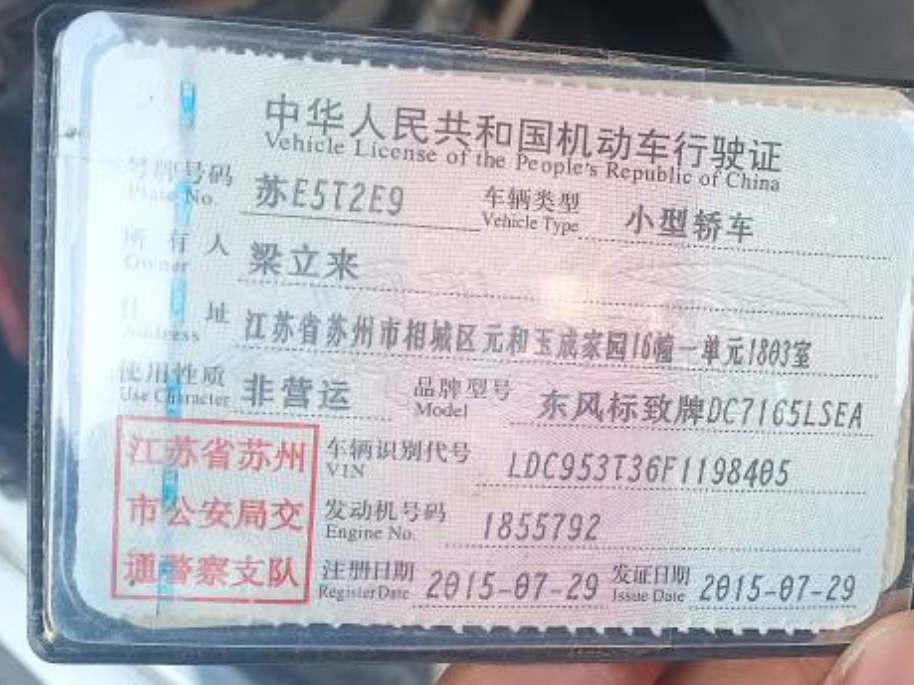 中华人民共和国机动车行驶证
Vehicle License of the People's Republic of China
号牌号码 苏E5T2E9 车辆类型 小型轿车
Plate No. Vehicle Type
所有人 梁立来
Owner
住址 江苏省苏州市相城区元和玉成家园16幢一单元1803室
Address
使用性质 非营运 品牌型号 东风标致牌DC7165LSEA
Use Character Model
江苏省苏州
市公安局交
通警察支队
车辆识别代号 LDC953T36F1198405
VIN
发动机号码 1855792
Engine No.
注册日期 2015-07-29 发证日期 2015-07-29
Register Date Issue Date